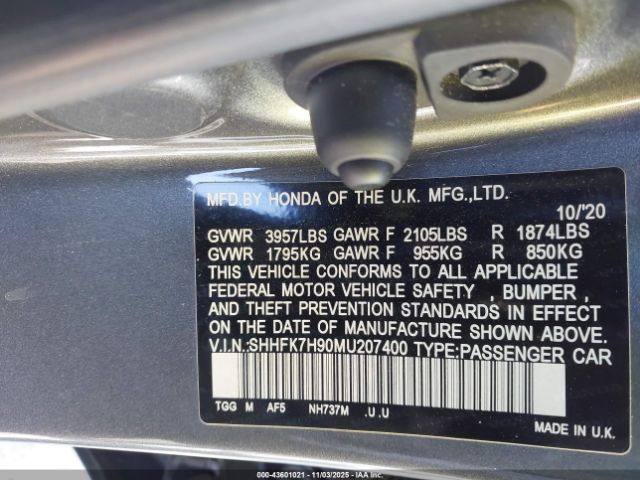 MFD.BY HONDA OF THE U.K. MFG.,LTD.
10/'20
GVWR 3957LBS GAWR F 2105LBS R 1874LBS
GVWR 1795KG GAWR F 955KG R 850KG
THIS VEHICLE CONFORMS TO ALL APPLICABLE
FEDERAL MOTOR VEHICLE SAFETY , BUMPER ,
AND THEFT PREVENTION STANDARDS IN EFFECT
ON THE DATE OF MANUFACTURE SHOWN ABOVE.
V.I.N.:SHHFK7H90MU207400 TYPE:PASSENGER CAR
TGG M AF5 NH737M .U.U
MADE IN U.K.
000-43601021 - 11/03/2025 - IAA Inc.